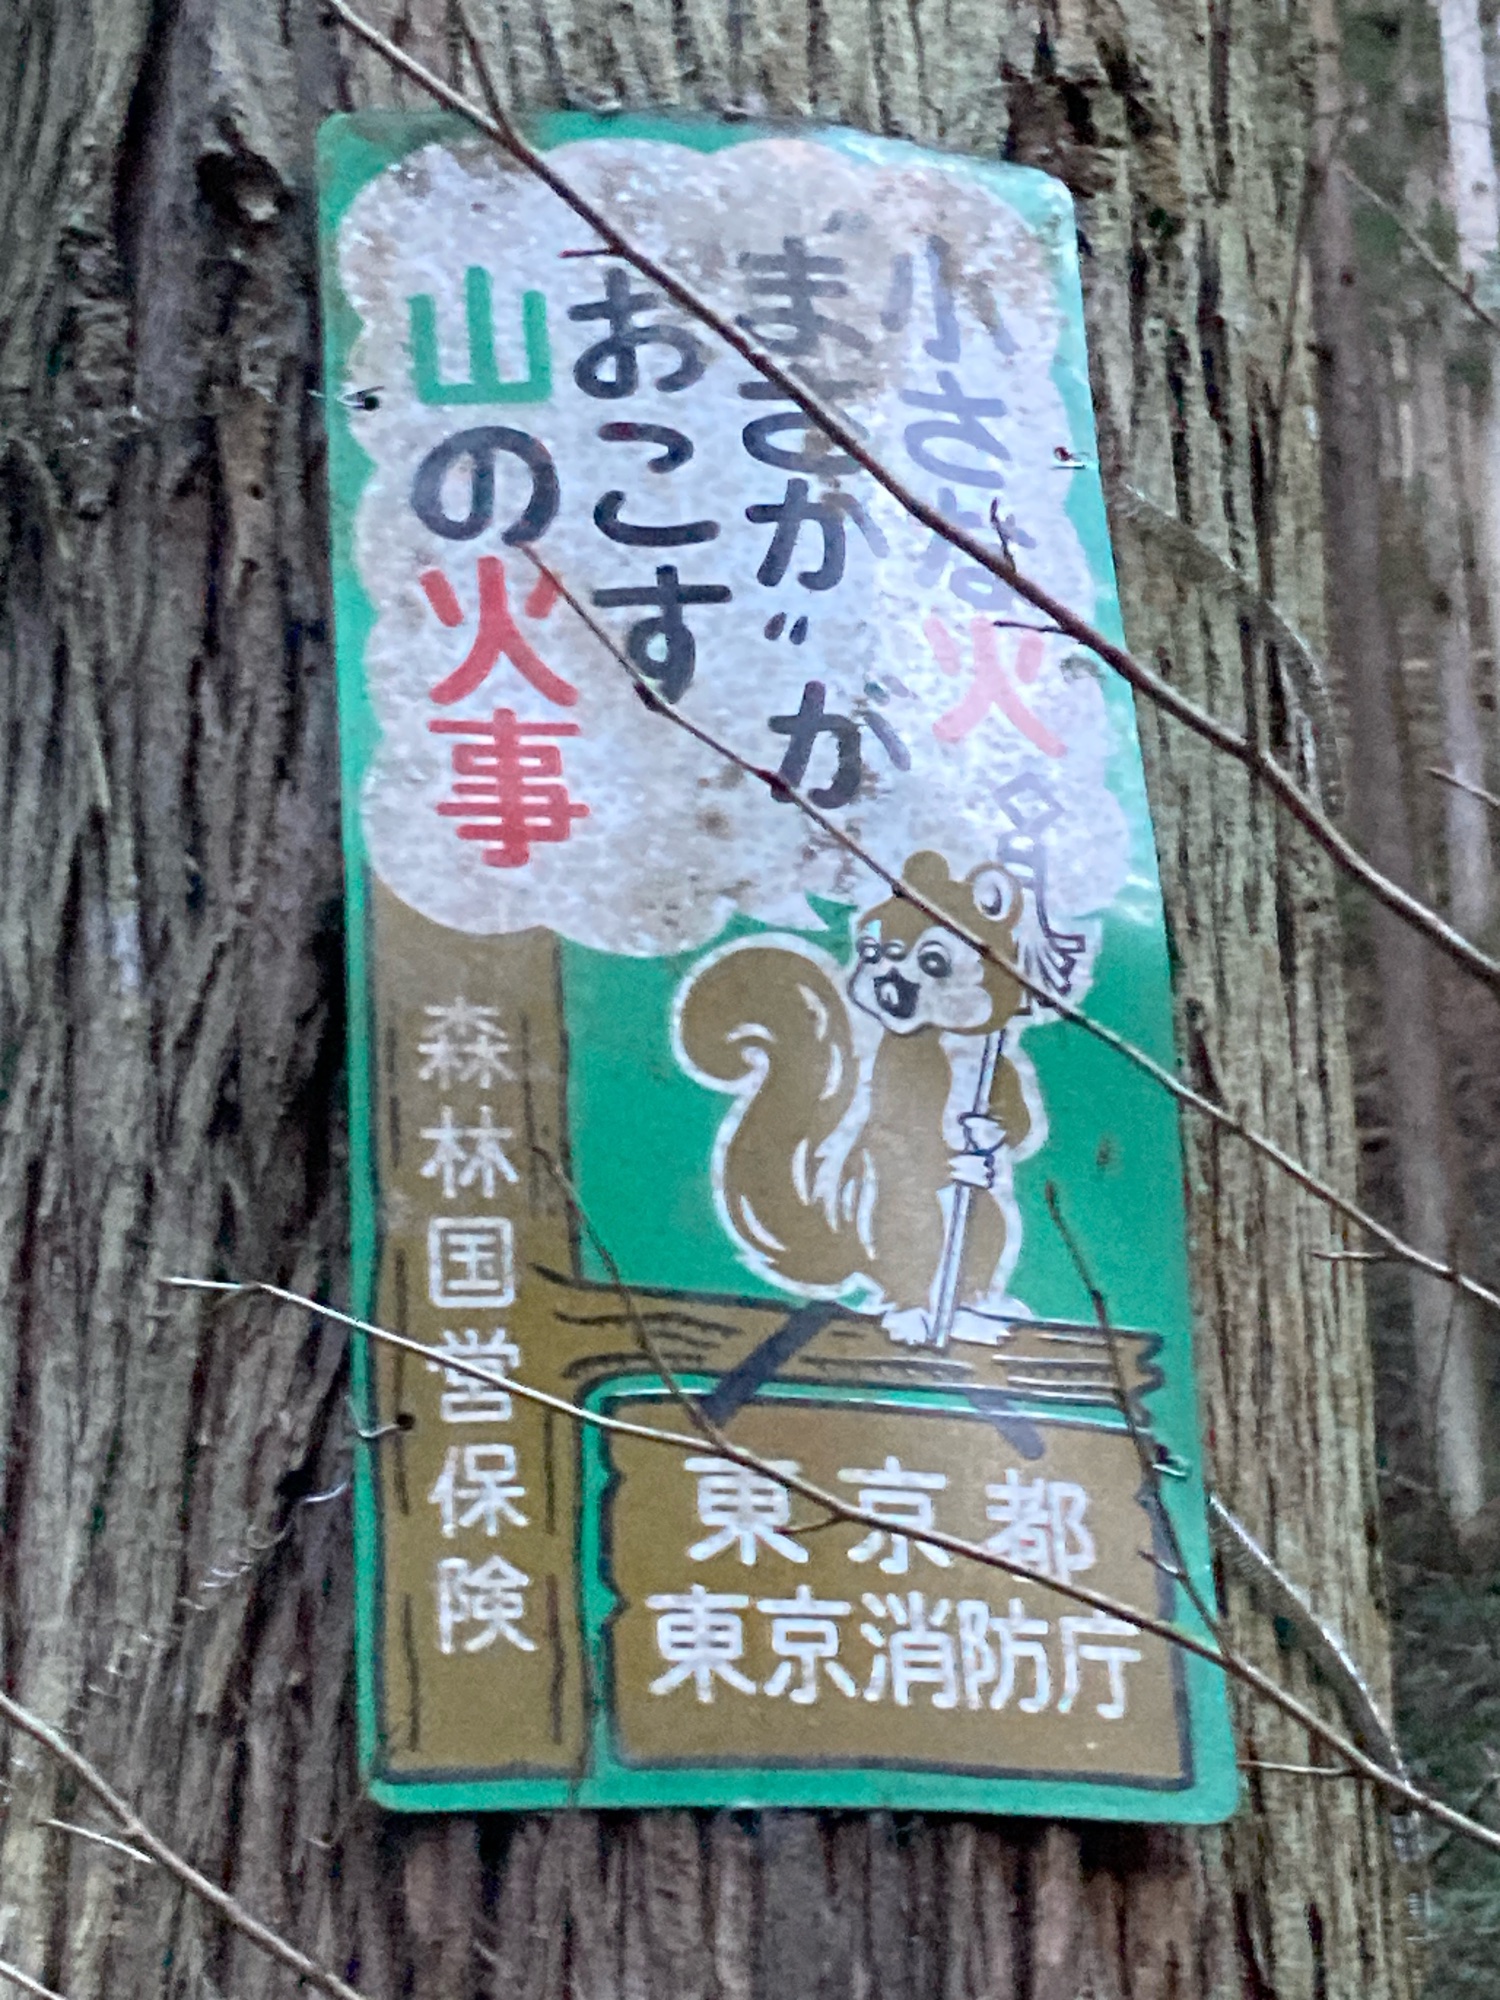 小さな火
〝まさか〟が
おこす
山の火事
森林国営保険
東京都
東京消防庁